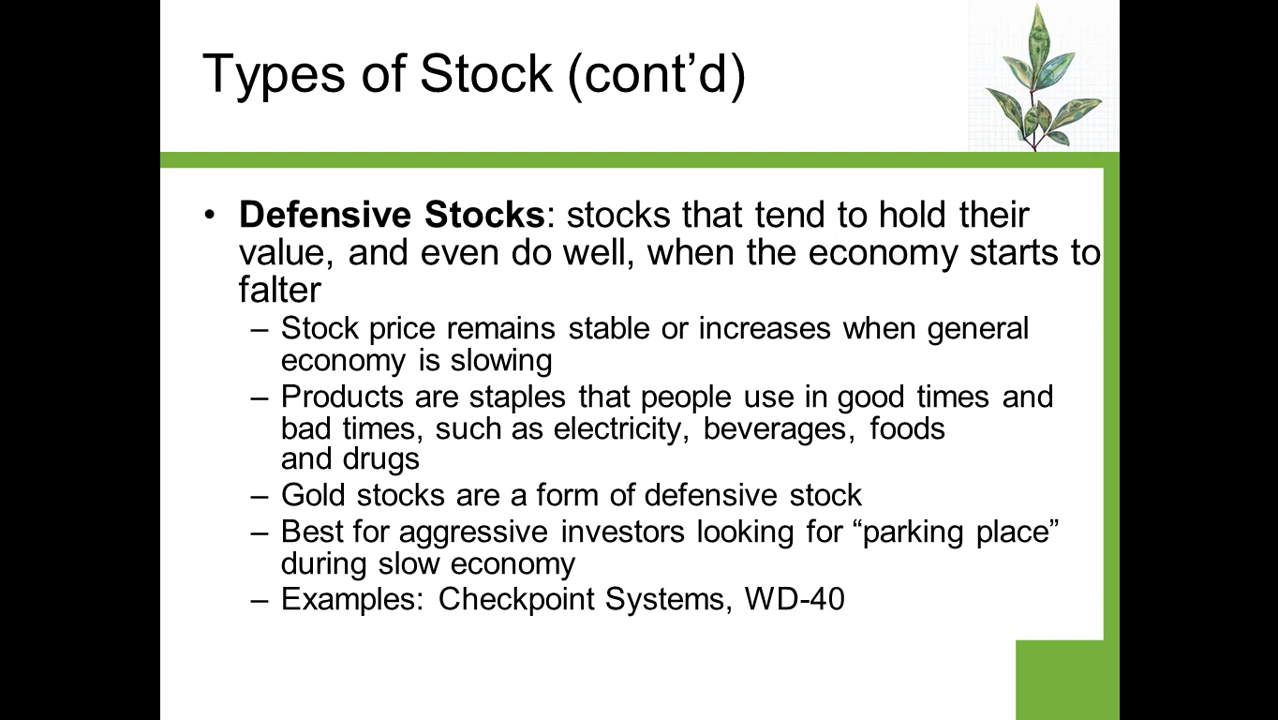 Types of Stock (cont’d)
• Defensive Stocks: stocks that tend to hold their
value, and even do well, when the economy starts to
falter
– Stock price remains stable or increases when general
economy is slowing
– Products are staples that people use in good times and
bad times, such as electricity, beverages, foods
and drugs
– Gold stocks are a form of defensive stock
– Best for aggressive investors looking for “parking place”
during slow economy
– Examples: Checkpoint Systems, WD-40